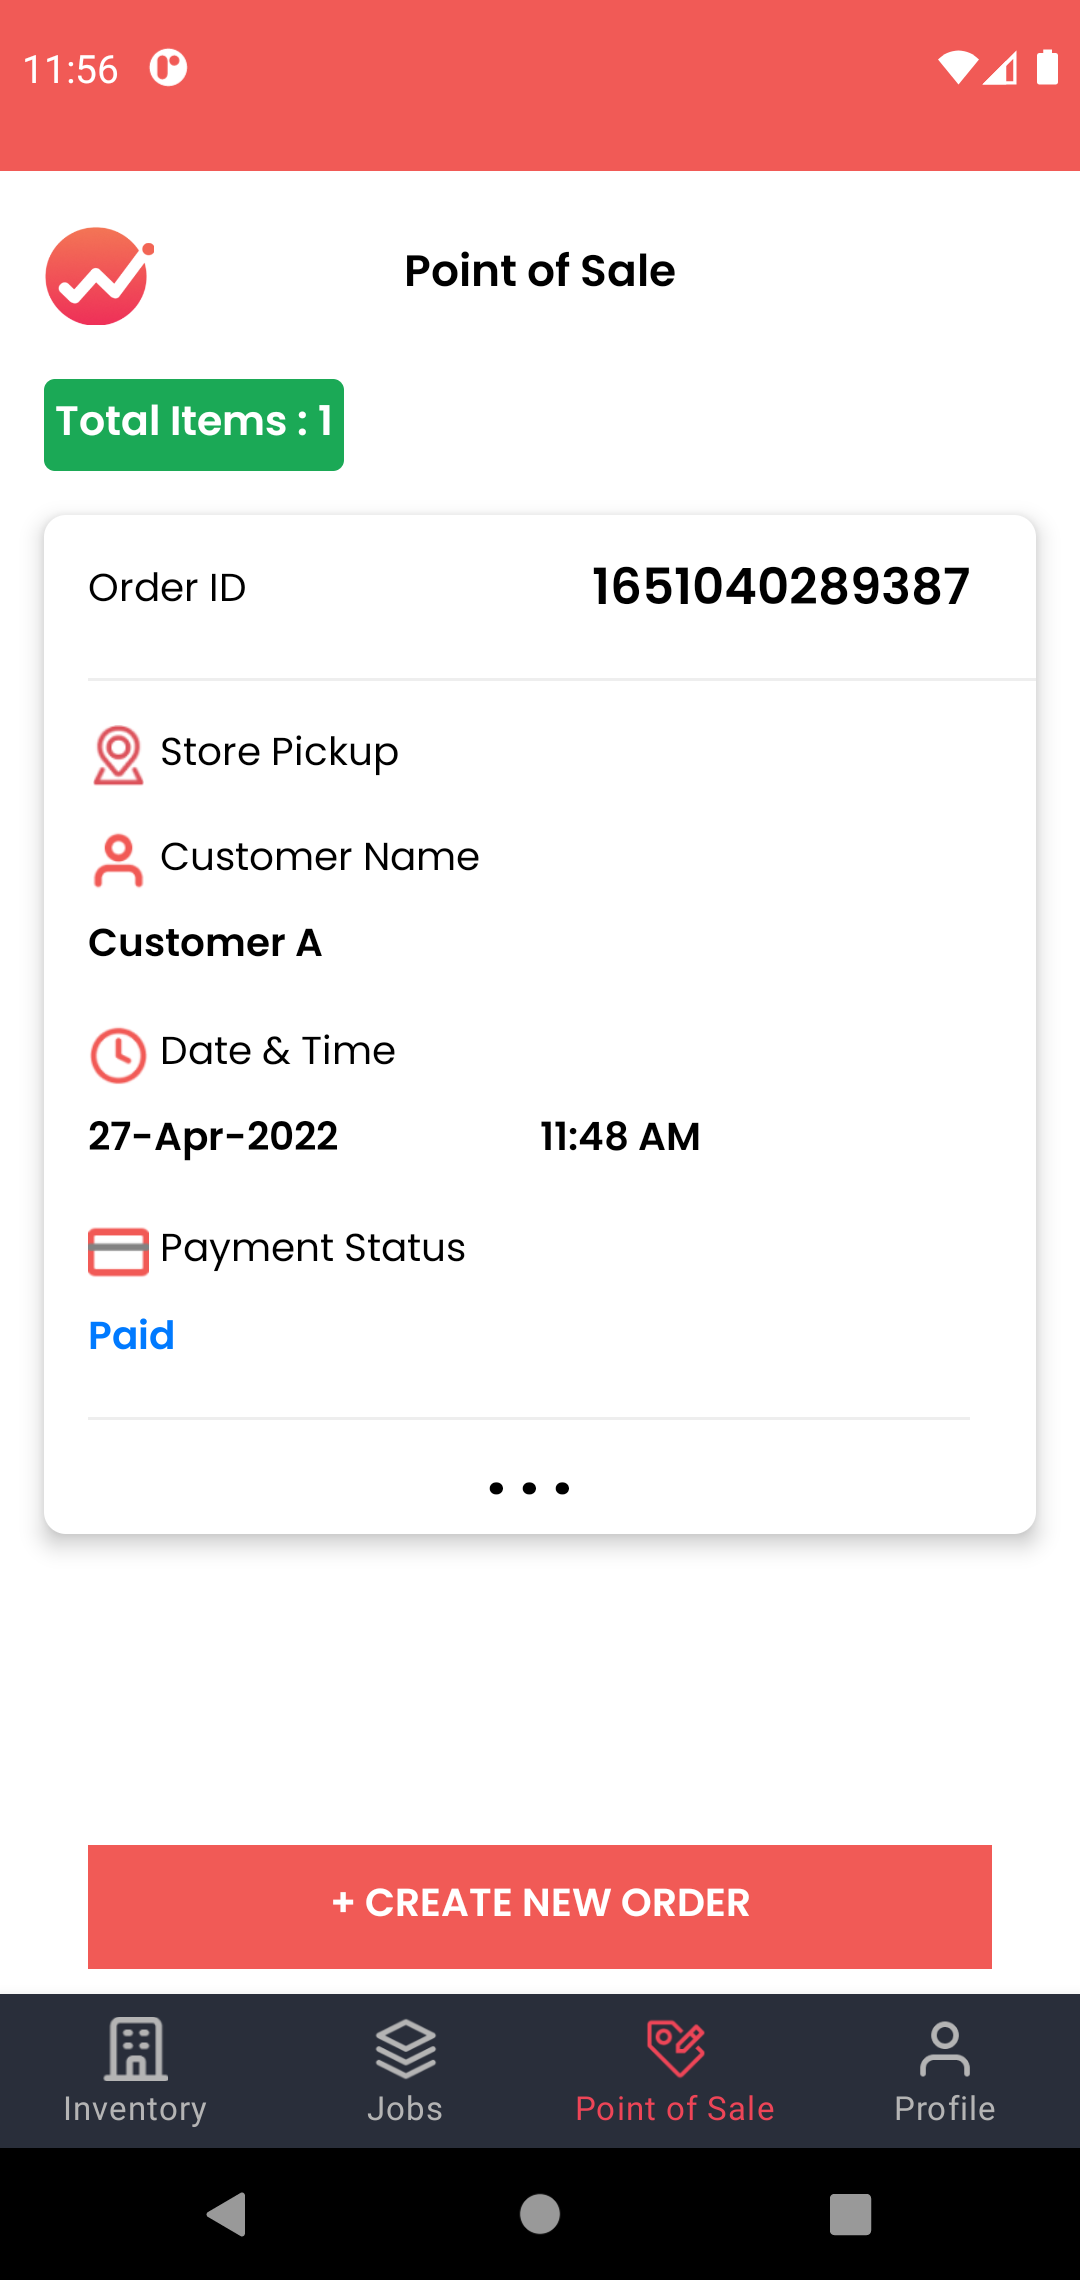 11:56
Point of Sale
Total Items : 1
Order ID 1651040289387
Store Pickup
Customer Name
Customer A
Date & Time
27-Apr-2022 11:48 AM
Payment Status
Paid
+ CREATE NEW ORDER
Inventory Jobs Point of Sale Profile